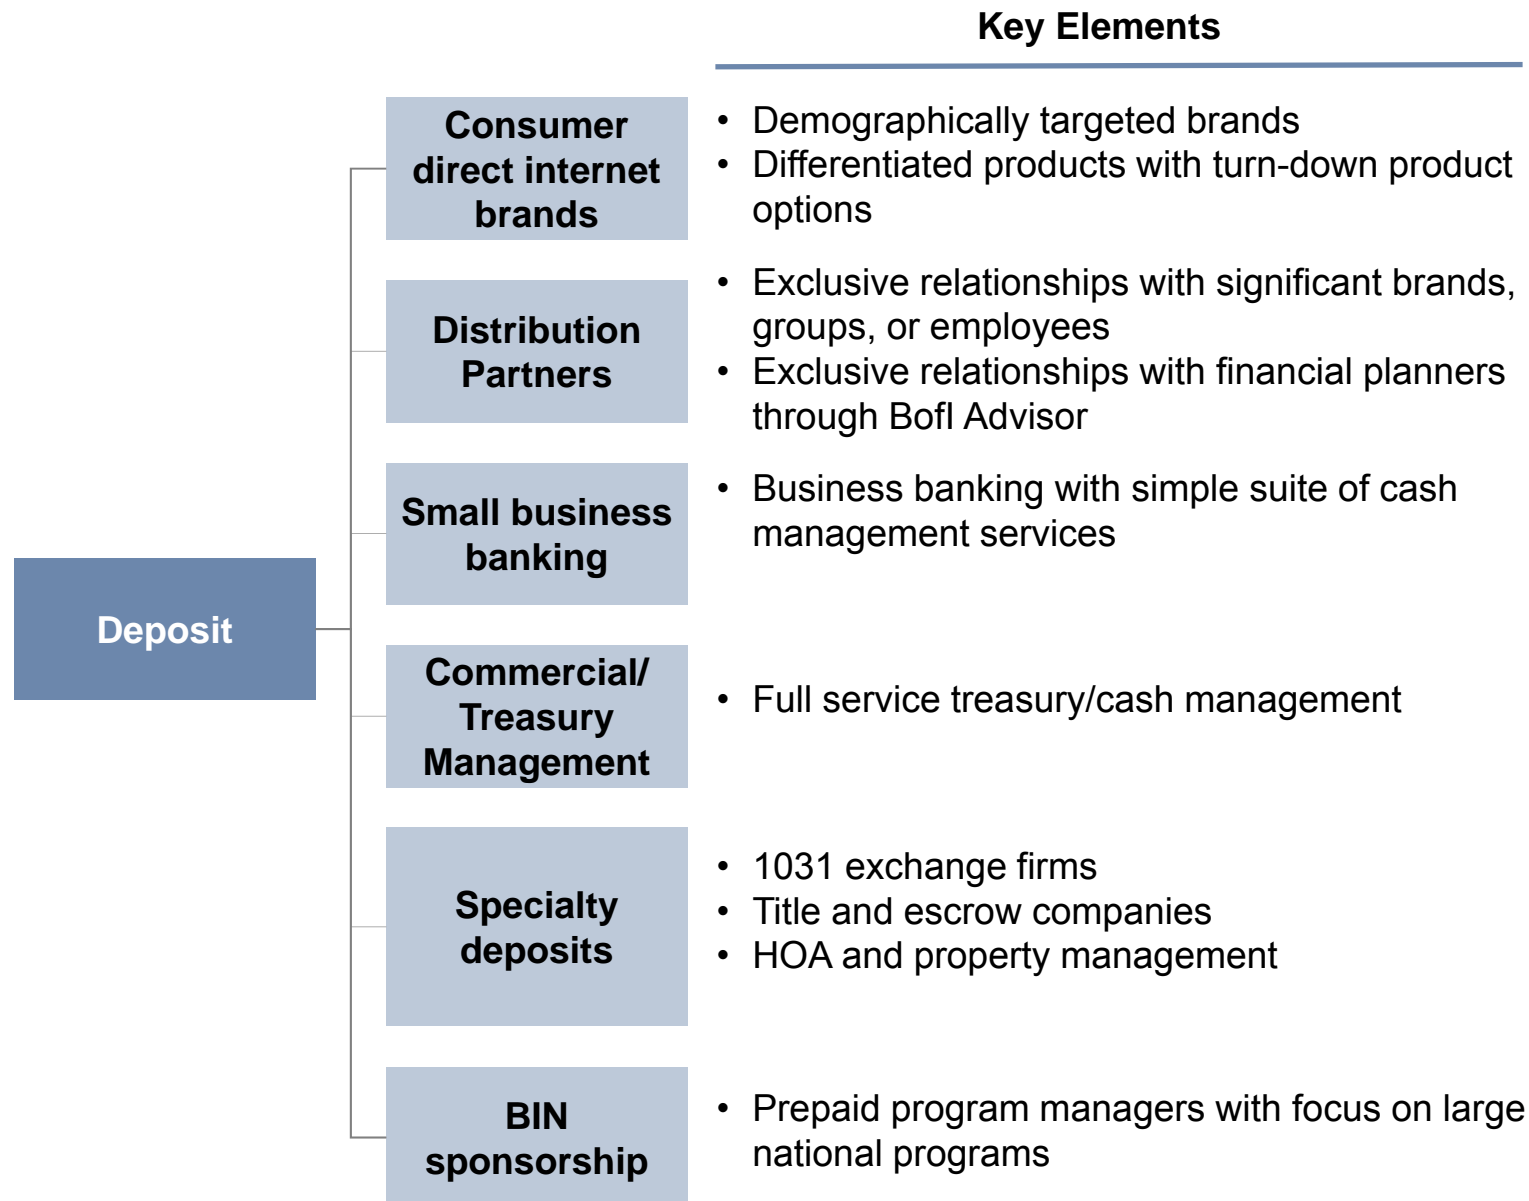 Key Elements
Deposit
Consumer
direct internet
brands
• Demographically targeted brands
• Differentiated products with turn-down product
options
Distribution
Partners
• Exclusive relationships with significant brands,
groups, or employees
• Exclusive relationships with financial planners
through BofI Advisor
Small business
banking
• Business banking with simple suite of cash
management services
Commercial/
Treasury
Management
• Full service treasury/cash management
Specialty
deposits
• 1031 exchange firms
• Title and escrow companies
• HOA and property management
BIN
sponsorship
• Prepaid program managers with focus on large
national programs